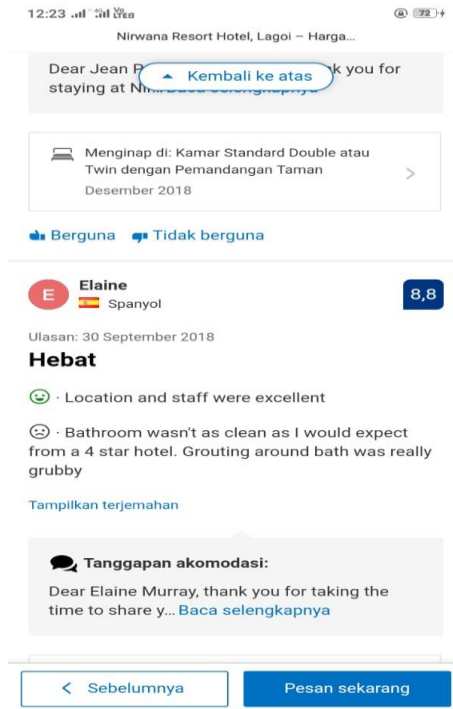 12:23
72
Nirwana Resort Hotel, Lagoi – Harga...
Kembali ke atas
Dear Jean k you for
staying at
Menginap di: Kamar Standard Double atau
Twin dengan Pemandangan Taman
Desember 2018
Berguna Tidak berguna
E Elaine 8,8
Spanyol
Ulasan: 30 September 2018
Hebat
· Location and staff were excellent
· Bathroom wasn't as clean as I would expect
from a 4 star hotel. Grouting around bath was really
grubby
Tampilkan terjemahan
Tanggapan akomodasi:
Dear Elaine Murray, thank you for taking the
time to share y... Baca selengkapnya
Sebelumnya Pesan sekarang